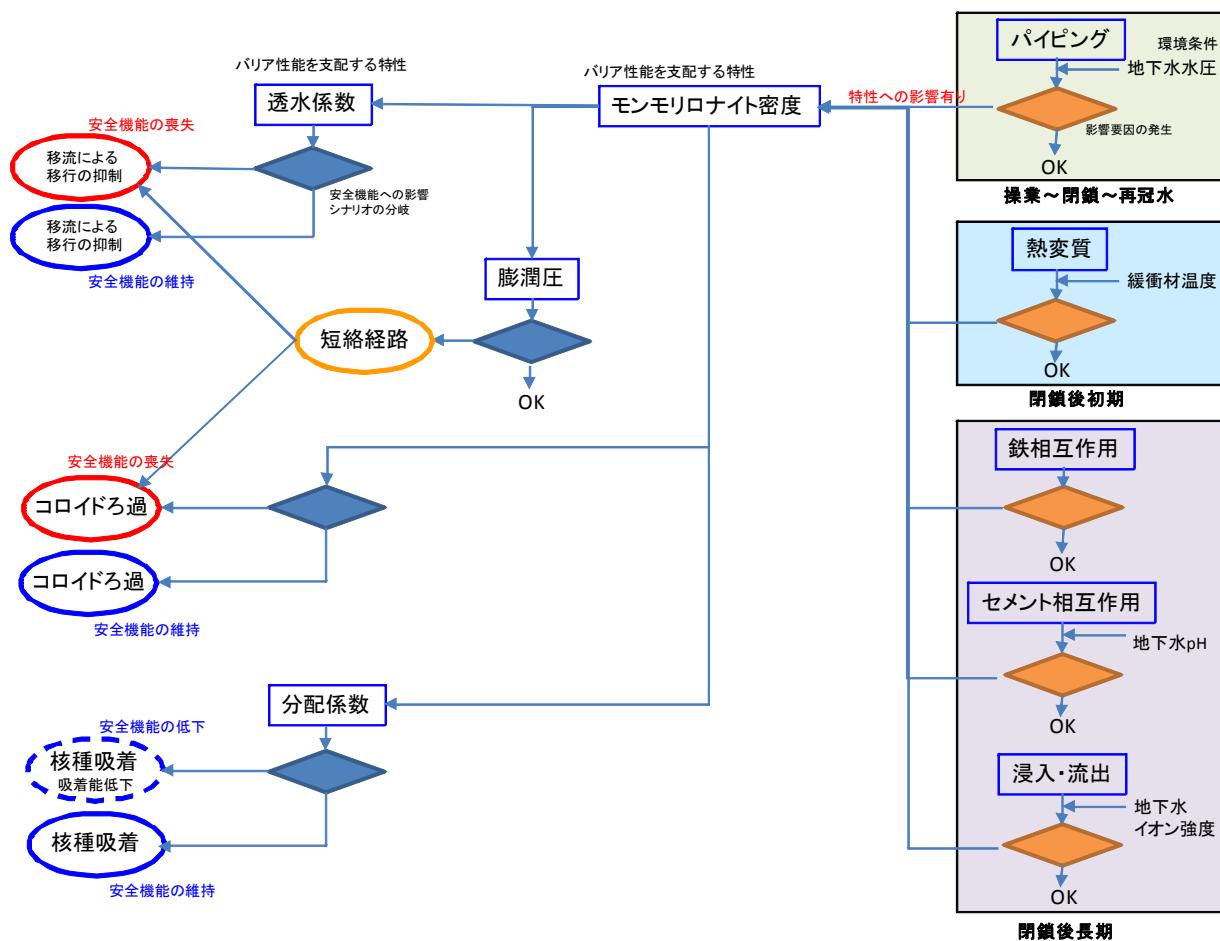 バリア性能を支配する特性
透水係数
安全機能の喪失
移流による
移行の抑制
安全機能への影響
シナリオの分岐
移流による
移行の抑制
安全機能の維持
バリア性能を支配する特性
モンモリロナイト密度
特性への影響有り
膨潤圧
短絡経路
OK
安全機能の喪失
コロイドろ過
コロイドろ過
安全機能の維持
分配係数
安全機能の低下
核種吸着
吸着能低下
核種吸着
安全機能の維持
パイピング
環境条件
地下水水圧
影響要因の発生
OK
操業～閉鎖～再冠水
熱変質
緩衝材温度
OK
閉鎖後初期
鉄相互作用
OK
セメント相互作用
地下水pH
OK
浸入・流出
地下水
イオン強度
OK
閉鎖後長期